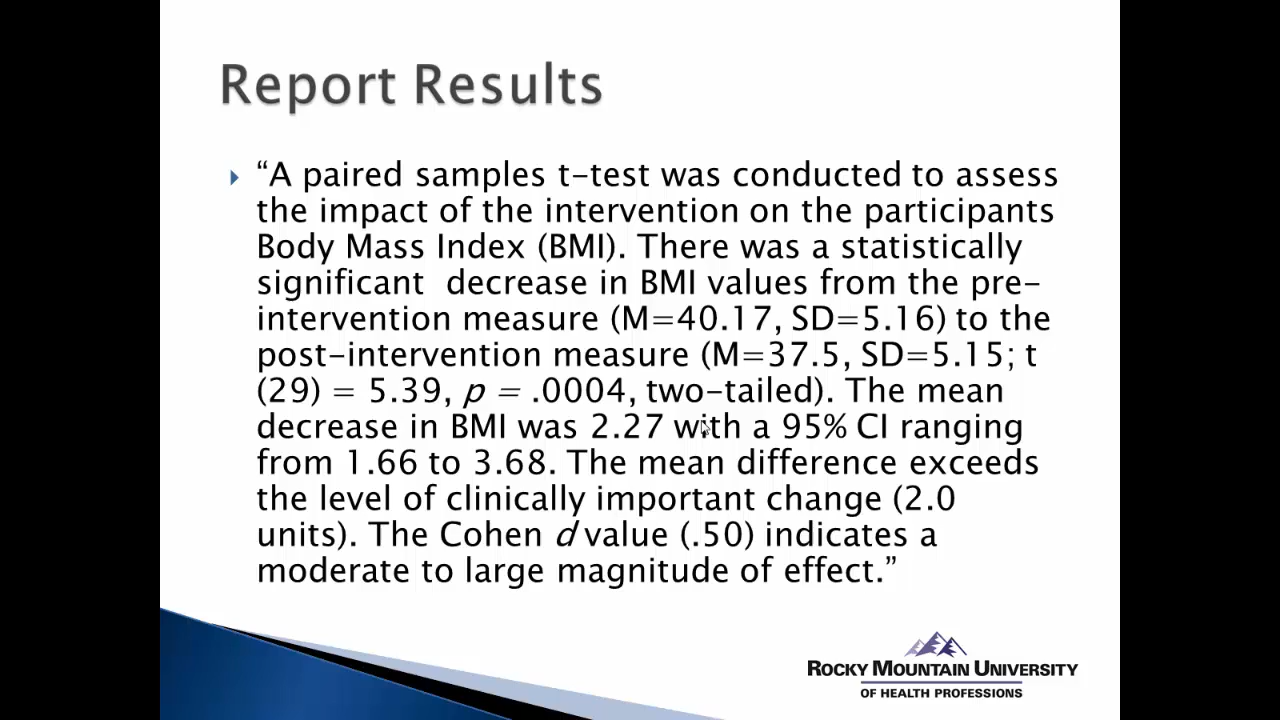 Report Results
“A paired samples t-test was conducted to assess
the impact of the intervention on the participants
Body Mass Index (BMI). There was a statistically
significant decrease in BMI values from the pre-
intervention measure (M=40.17, SD=5.16) to the
post-intervention measure (M=37.5, SD=5.15; t
(29) = 5.39, p = .0004, two-tailed). The mean
decrease in BMI was 2.27 with a 95% CI ranging
from 1.66 to 3.68. The mean difference exceeds
the level of clinically important change (2.0
units). The Cohen d value (.50) indicates a
moderate to large magnitude of effect.”
ROCKY MOUNTAIN UNIVERSITY
OF HEALTH PROFESSIONS